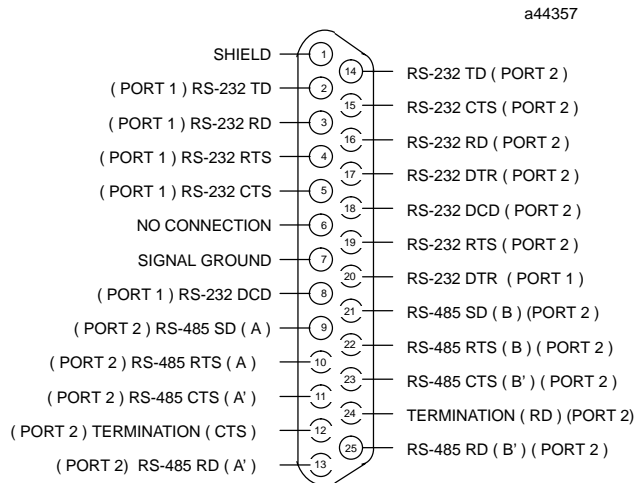 a44357
SHIELD
( PORT 1 ) RS-232 TD
( PORT 1 ) RS-232 RD
( PORT 1 ) RS-232 RTS
( PORT 1 ) RS-232 CTS
NO CONNECTION
SIGNAL GROUND
( PORT 1 ) RS-232 DCD
( PORT 2 ) RS-485 SD ( A )
( PORT 2 ) RS-485 RTS ( A )
( PORT 2 ) RS-485 CTS ( A' )
( PORT 2 ) TERMINATION ( CTS )
( PORT 2) RS-485 RD ( A' )
1
2
3
4
5
6
7
8
9
10
11
12
13
14
15
16
17
18
19
20
21
22
23
24
25
RS-232 TD ( PORT 2 )
RS-232 CTS ( PORT 2 )
RS-232 RD ( PORT 2 )
RS-232 DTR ( PORT 2 )
RS-232 DCD ( PORT 2 )
RS-232 RTS ( PORT 2 )
RS-232 DTR ( PORT 1 )
RS-485 SD ( B ) (PORT 2 )
RS-485 RTS ( B ) ( PORT 2 )
RS-485 CTS ( B' ) ( PORT 2 )
TERMINATION ( RD ) (PORT 2)
RS-485 RD ( B' ) ( PORT 2 )